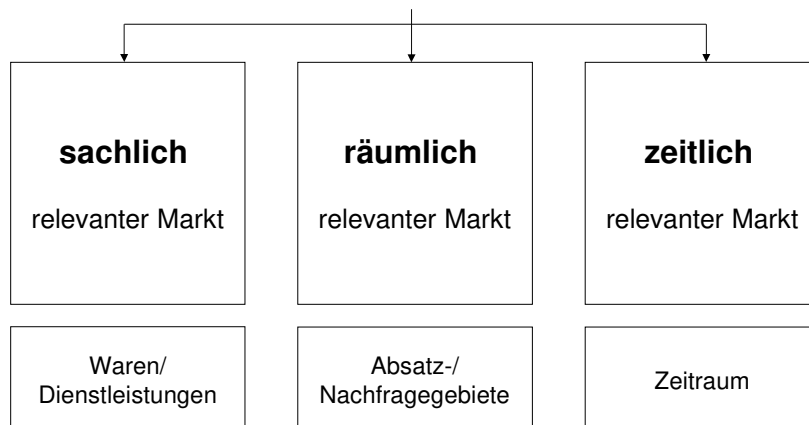 sachlich
relevanter Markt
räumlich
relevanter Markt
zeitlich
relevanter Markt
Waren/
Dienstleistungen
Absatz-/
Nachfragegebiete
Zeitraum